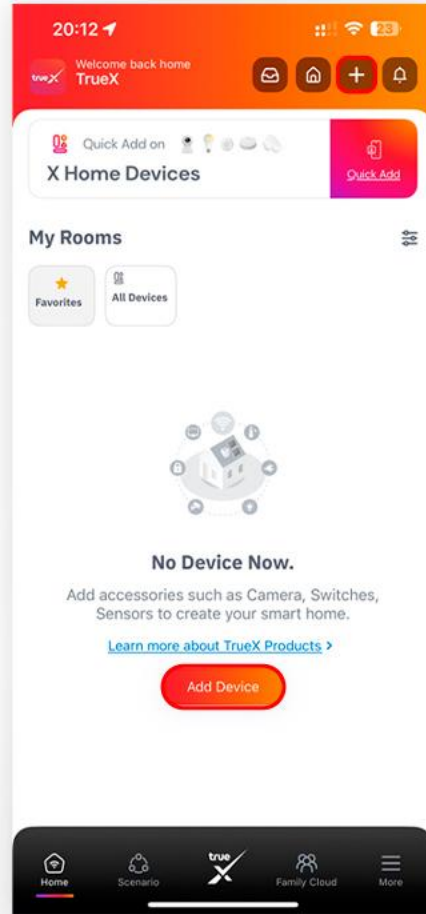 20:12
23
Welcome back home
trueX
TrueX
Quick Add on
X Home Devices
Quick Add
My Rooms
Favorites
All Devices
No Device Now.
Add accessories such as Camera, Switches,
Sensors to create your smart home.
Learn more about TrueX Products >
Add Device
true
X
Home
Scenario
Family Cloud
More